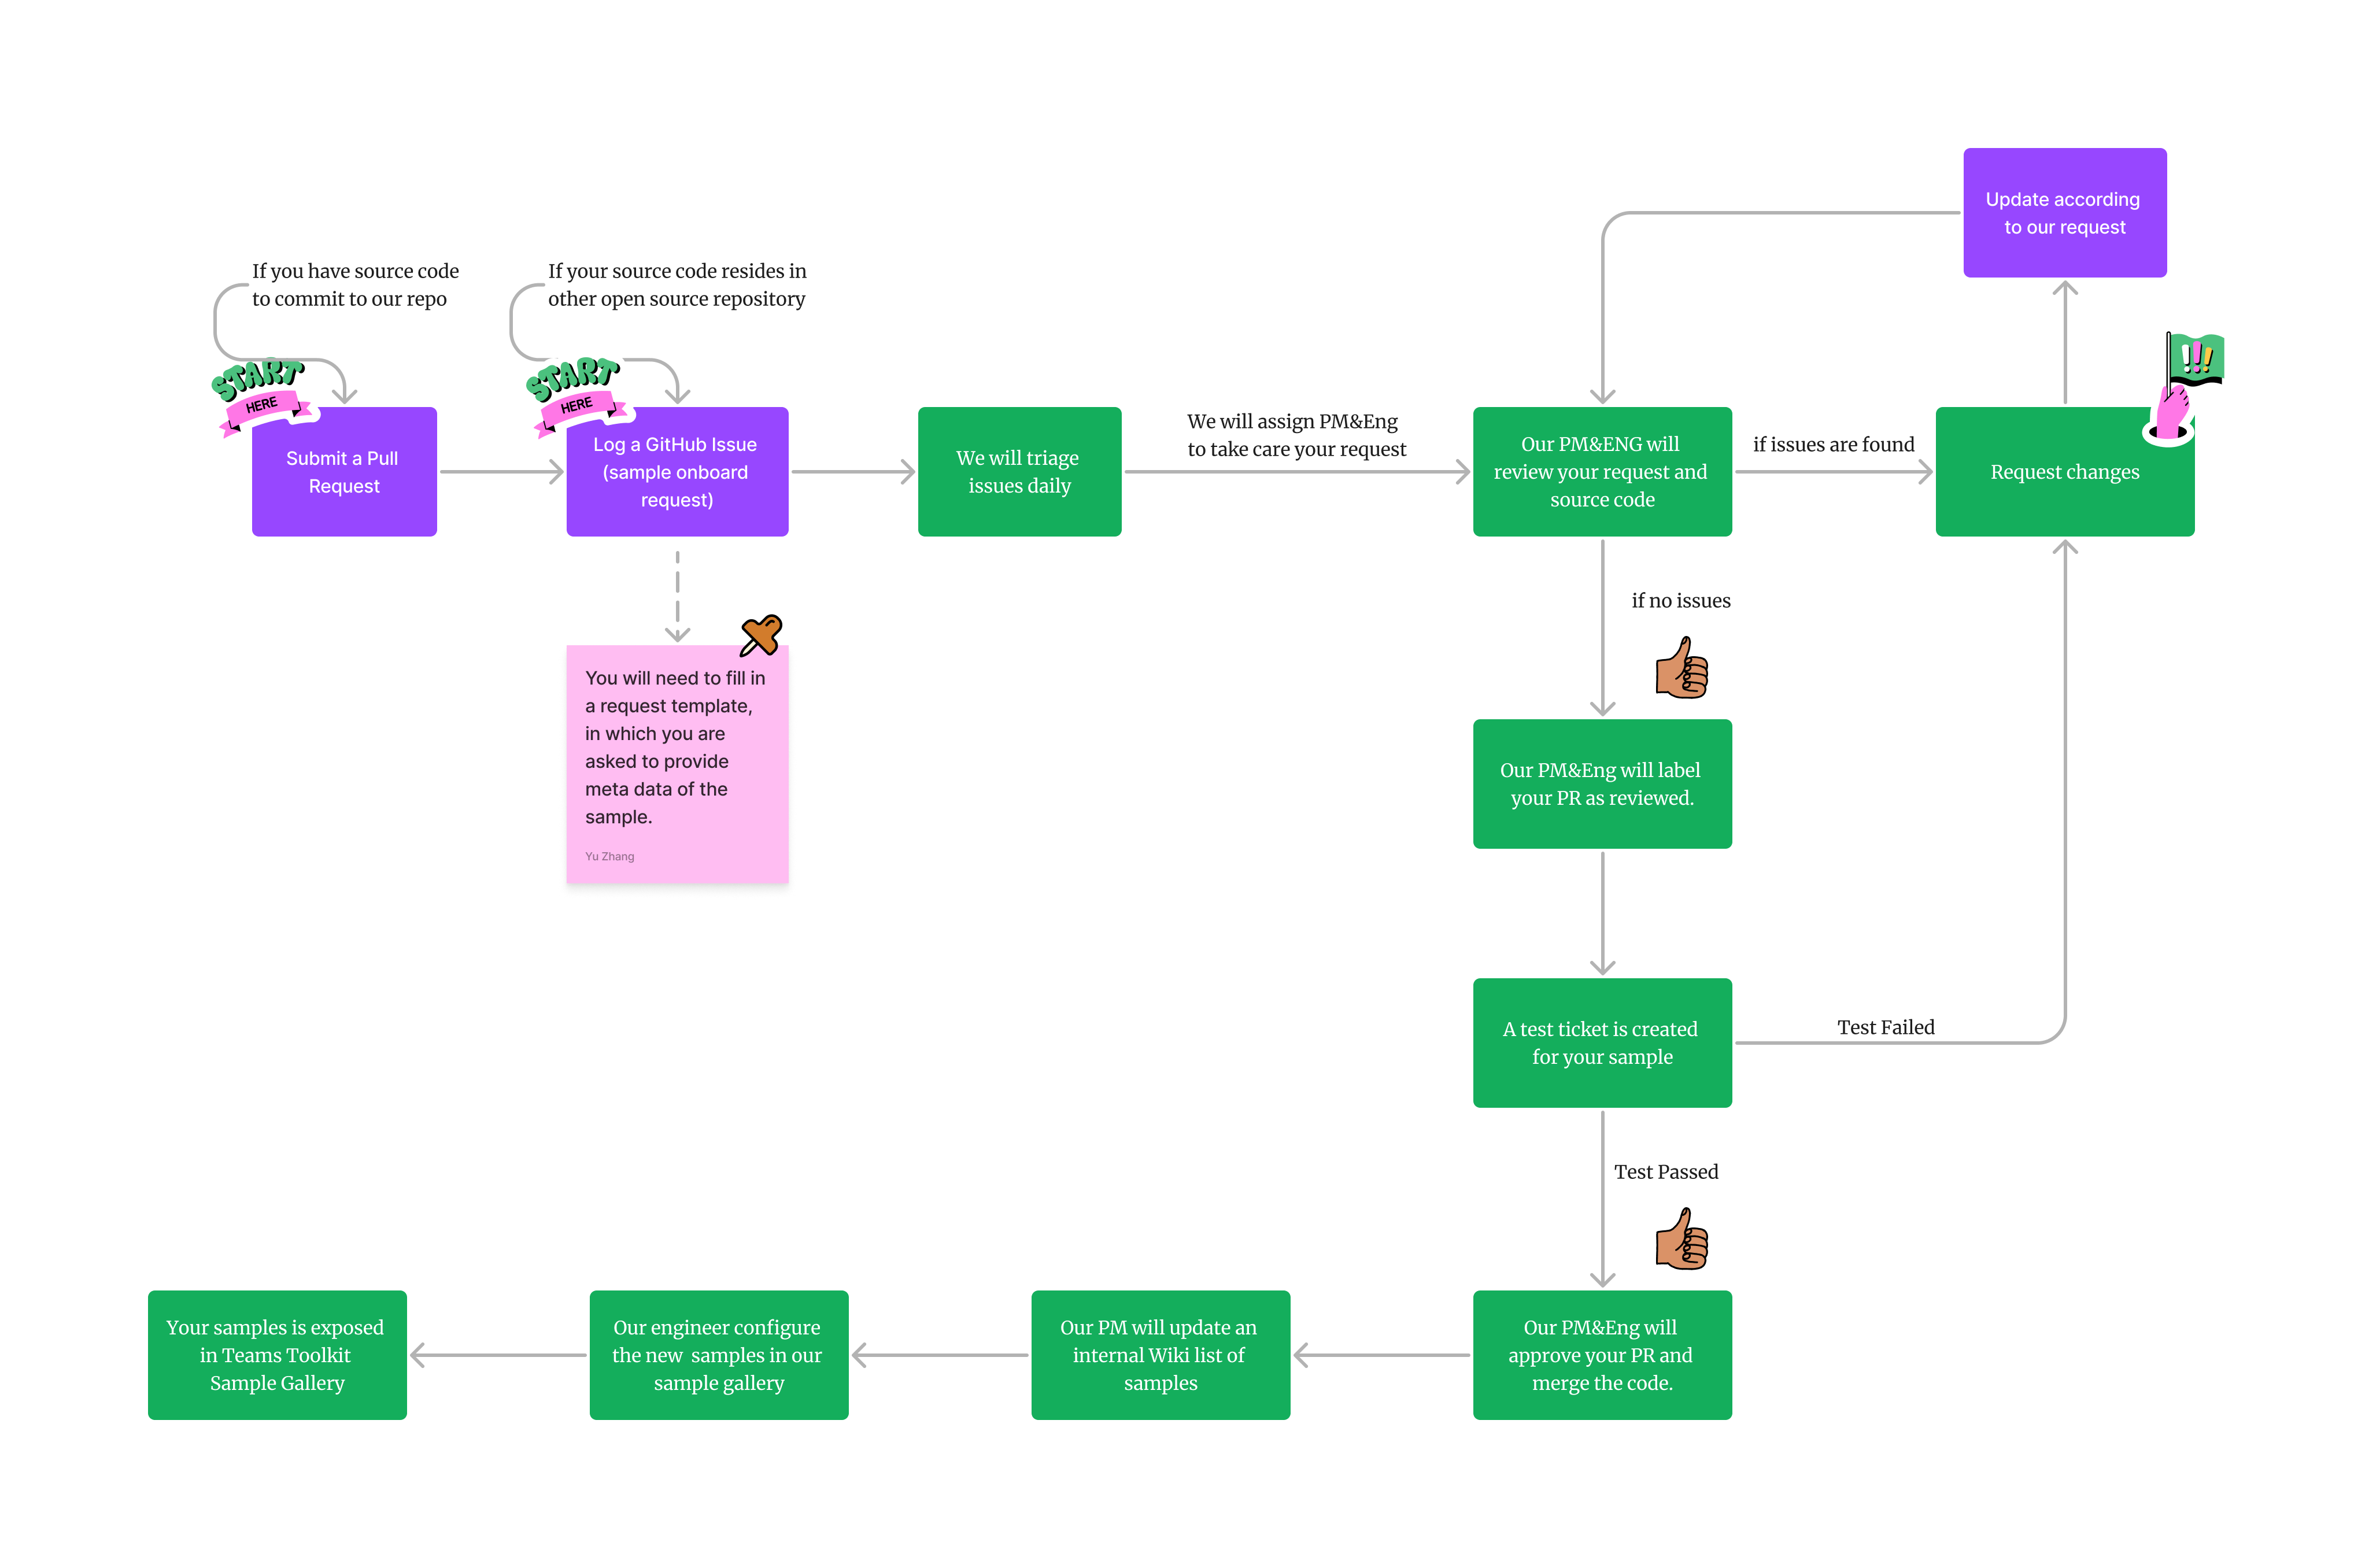 Update according
to our request
If you have source code
to commit to our repo
If your source code resides in
other open source repository
START
HERE
START
HERE
!!!
Submit a Pull
Request
Log a GitHub Issue
(sample onboard
request)
We will triage
issues daily
We will assign PM&Eng
to take care your request
Our PM&ENG will
review your request and
source code
if issues are found
Request changes
if no issues
You will need to fill in
a request template,
in which you are
asked to provide
meta data of the
sample.
Yu Zhang
Our PM&Eng will label
your PR as reviewed.
A test ticket is created
for your sample
Test Failed
Test Passed
Your samples is exposed
in Teams Toolkit
Sample Gallery
Our engineer configure
the new  samples in our
sample gallery
Our PM will update an
internal Wiki list of
samples
Our PM&Eng will
approve your PR and
merge the code.